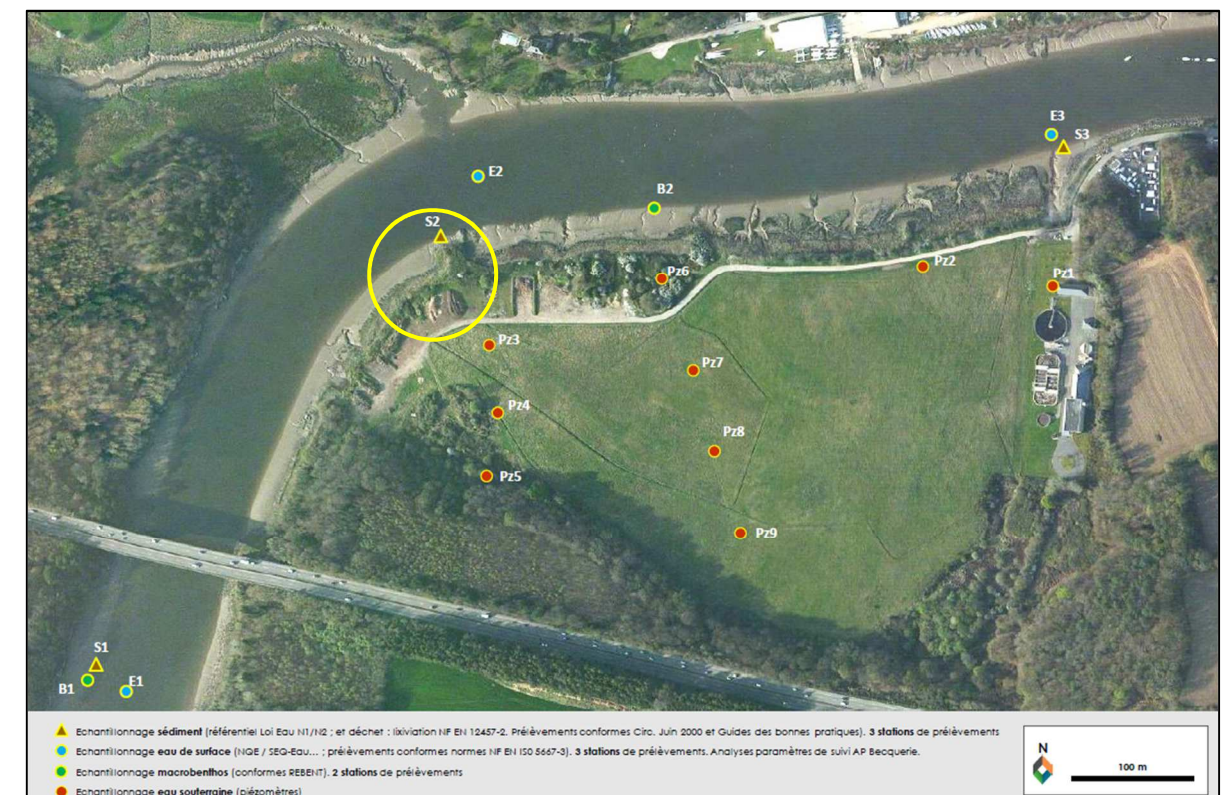 E3
S3
E2
B2
S2
Pz6
Pz2
Pz1
Pz3
Pz7
Pz4
Pz8
Pz5
Pz9
S1
B1
E1
Echantillonnage sédiment (référentiel Loi Eau N1/N2 ; et déchet : lixiviation NF EN 12457-2. Prélèvements conformes Circ. Juin 2000 et Guides des bonnes pratiques). 3 stations de prélèvements
Echantillonnage eau de surface (NQE / SEQ-Eau... ; prélèvements conformes normes NF EN ISO 5667-3). 3 stations de prélèvements. Analyses paramètres de suivi AP Becquerie.
Echantillonnage macrobenthos (conformes REBENT). 2 stations de prélèvements
Echantillonnage eau souterraine (piézomètres)
N
100 m